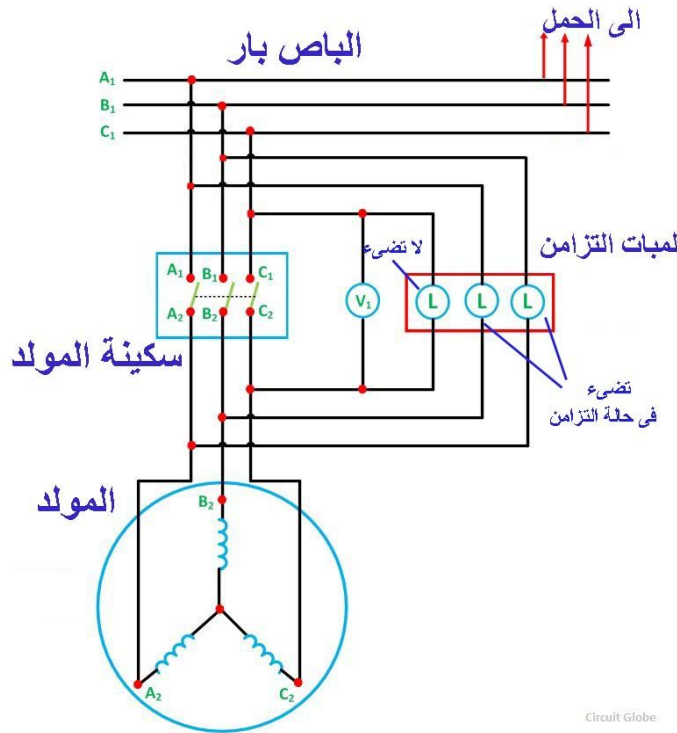 الى الحمل
الباص بار
A₁
B₁
C₁
لمبات التزامن
لا تضىء
A₁ B₁ C₁
V₁ L L L
A₂ B₂ C₂
سكينة المولد
تضىء
فى حالة التزامن
المولد
B₂
A₂ C₂
Circuit Globe